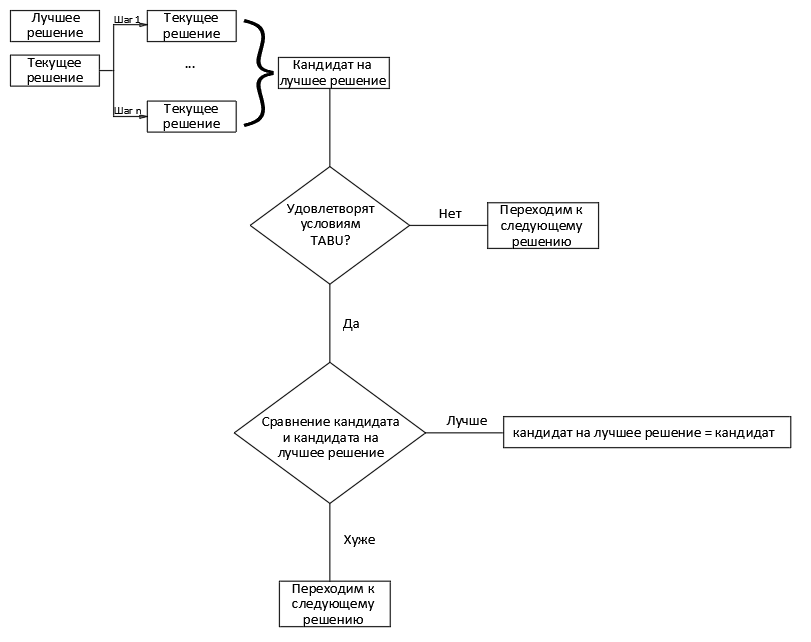 Лучшее
решение
Текущее
решение
Шаг 1
Текущее
решение
...
Шаг n
Текущее
решение
Кандидат на
лучшее решение
Удовлетворят
условиям
TABU?
Нет
Переходим к
следующему
решению
Да
Сравнение кандидата
и кандидата на
лучшее решение
Лучше
кандидат на лучшее решение = кандидат
Хуже
Переходим к
следующему
решению